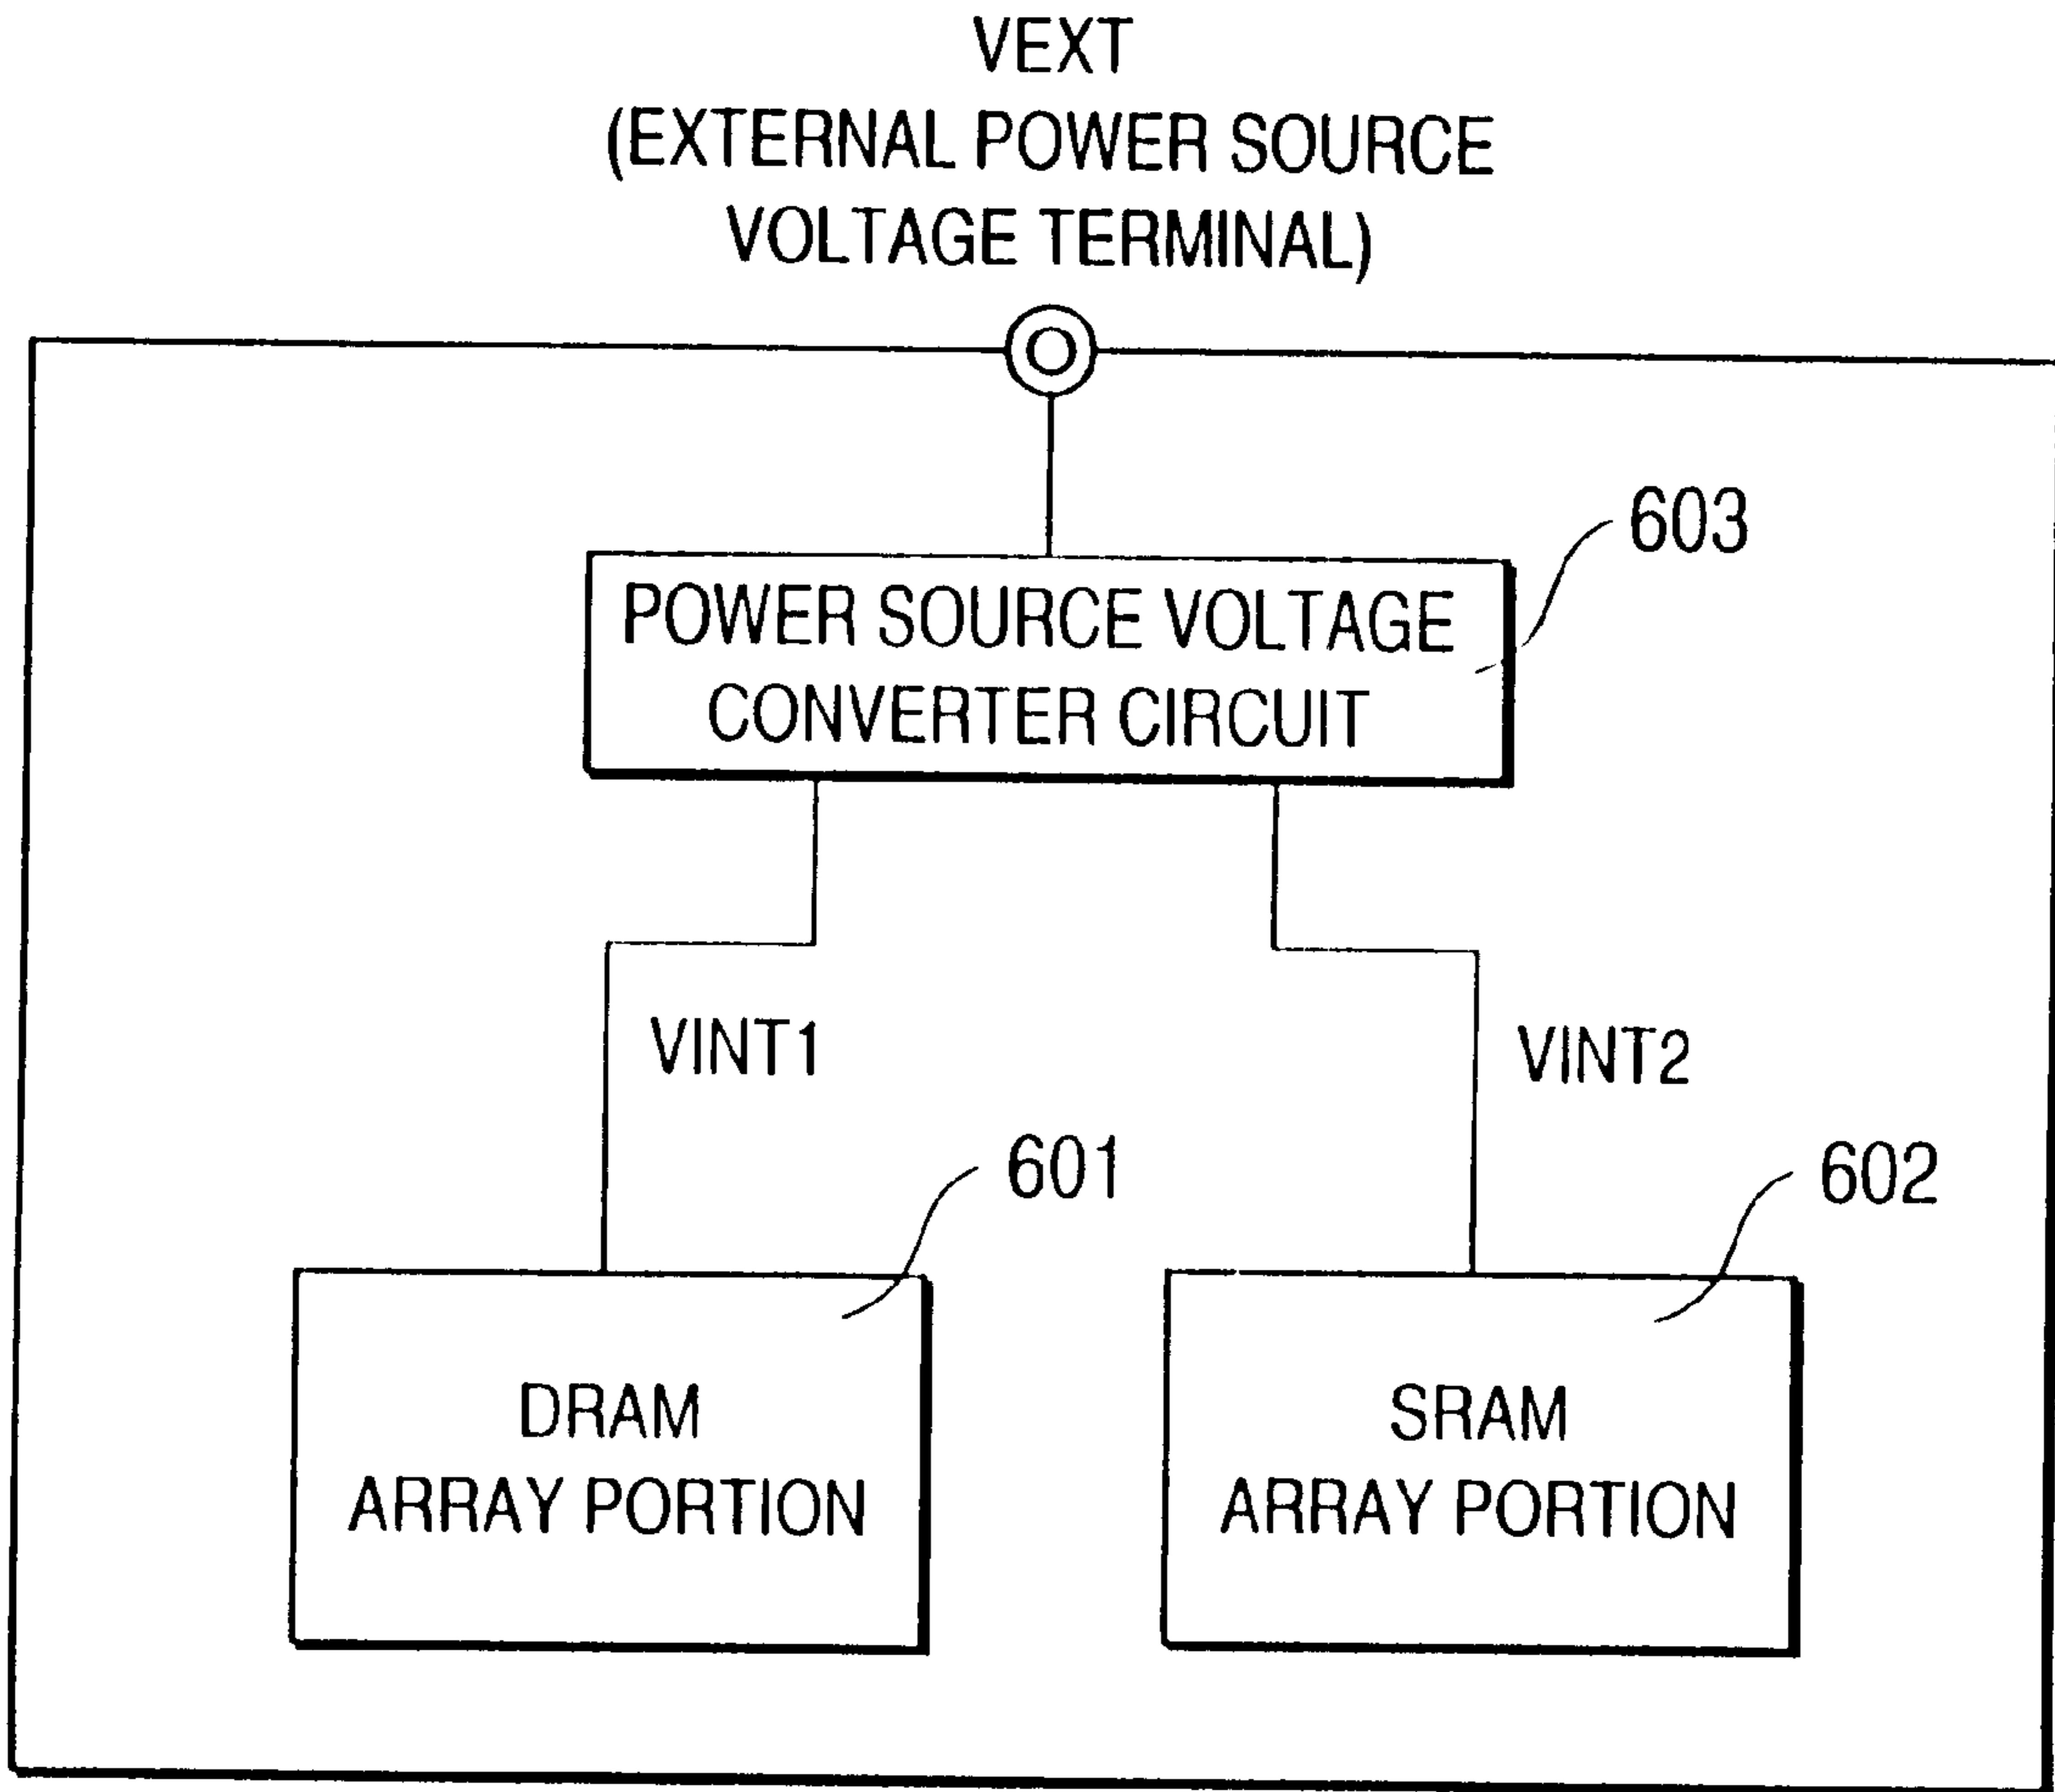 VEXT
(EXTERNAL POWER SOURCE
VOLTAGE TERMINAL)
603
POWER SOURCE VOLTAGE
CONVERTER CIRCUIT
VINT1
VINT2
601
602
DRAM
ARRAY PORTION
SRAM
ARRAY PORTION